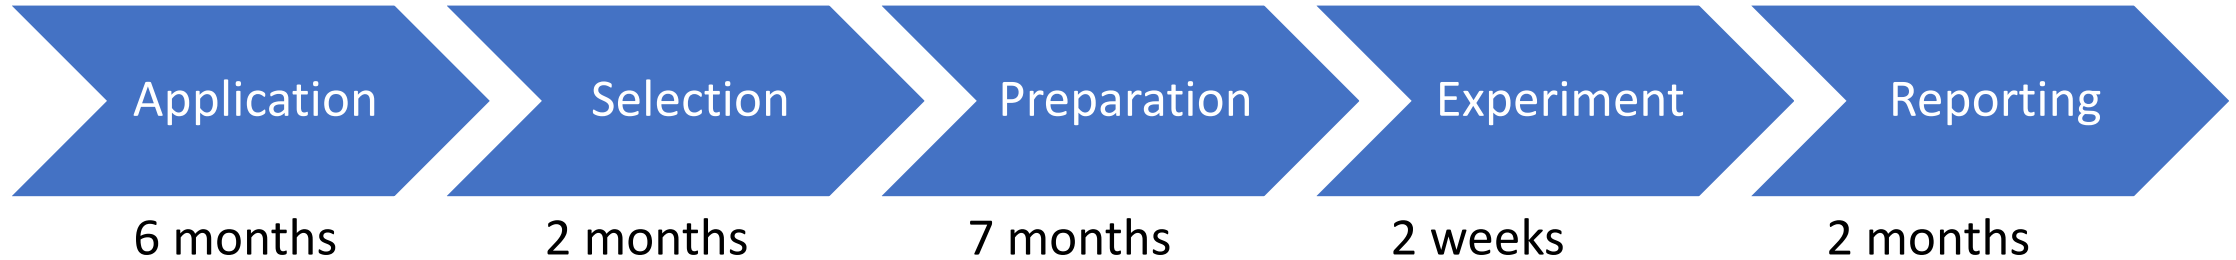 Application
Selection
Preparation
Experiment
Reporting
6 months
2 months
7 months
2 weeks
2 months